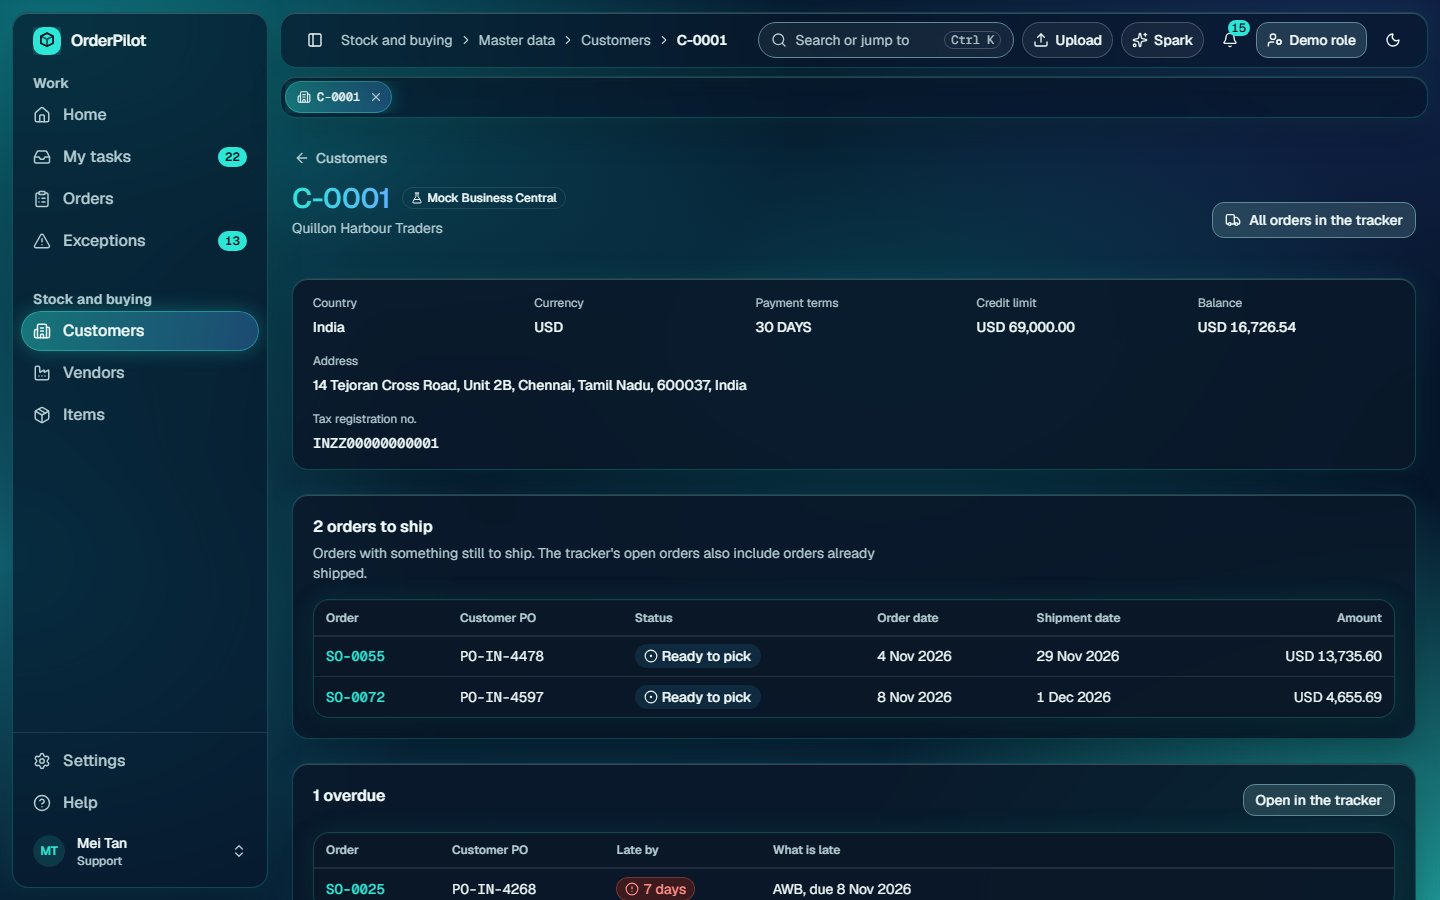 OrderPilot
Work
Home
My tasks 22
Orders
Exceptions 13
Stock and buying
Customers
Vendors
Items
Settings
Help
MT Mei Tan
Support
Stock and buying > Master data > Customers > C-0001
Search or jump to Ctrl K
Upload
Spark
15
Demo role
C-0001
Customers
C-0001 Mock Business Central
Quillon Harbour Traders
All orders in the tracker
Country Currency Payment terms Credit limit Balance
India USD 30 DAYS USD 69,000.00 USD 16,726.54
Address
14 Tejoran Cross Road, Unit 2B, Chennai, Tamil Nadu, 600037, India
Tax registration no.
INZZ00000000001
2 orders to ship
Orders with something still to ship. The tracker's open orders also include orders already
shipped.
Order Customer PO Status Order date Shipment date Amount
SO-0055 PO-IN-4478 Ready to pick 4 Nov 2026 29 Nov 2026 USD 13,735.60
SO-0072 PO-IN-4597 Ready to pick 8 Nov 2026 1 Dec 2026 USD 4,655.69
1 overdue
Open in the tracker
Order Customer PO Late by What is late
SO-0025 PO-IN-4268 7 days AWB, due 8 Nov 2026